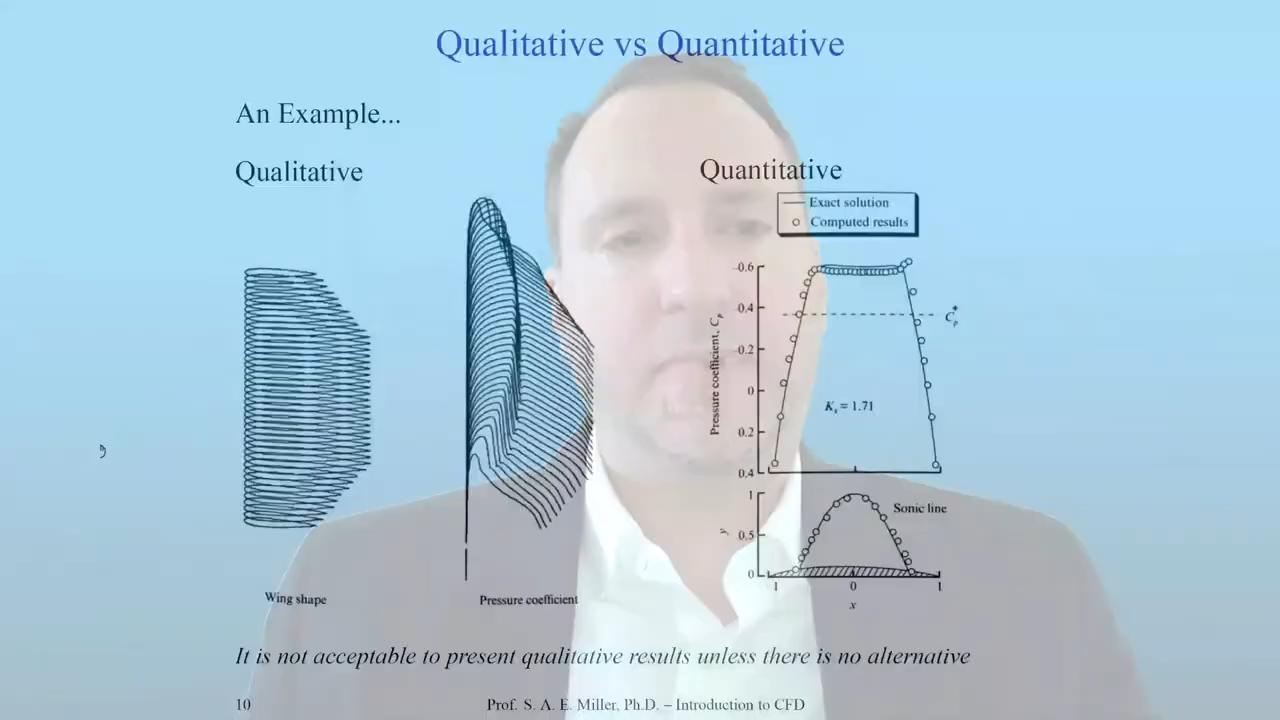 Qualitative vs Quantitative
An Example...
Qualitative
Quantitative
Exact solution
Computed results
-0.6
0.4
-0.2
0
0.2
0.4
Pressure coefficient, Cp
C*p
Ks = 1.71
1
0.5
0
y
Sonic line
1
0
1
x
Wing shape
Pressure coefficient
It is not acceptable to present qualitative results unless there is no alternative
10
Prof. S. A. E. Miller, Ph.D. – Introduction to CFD